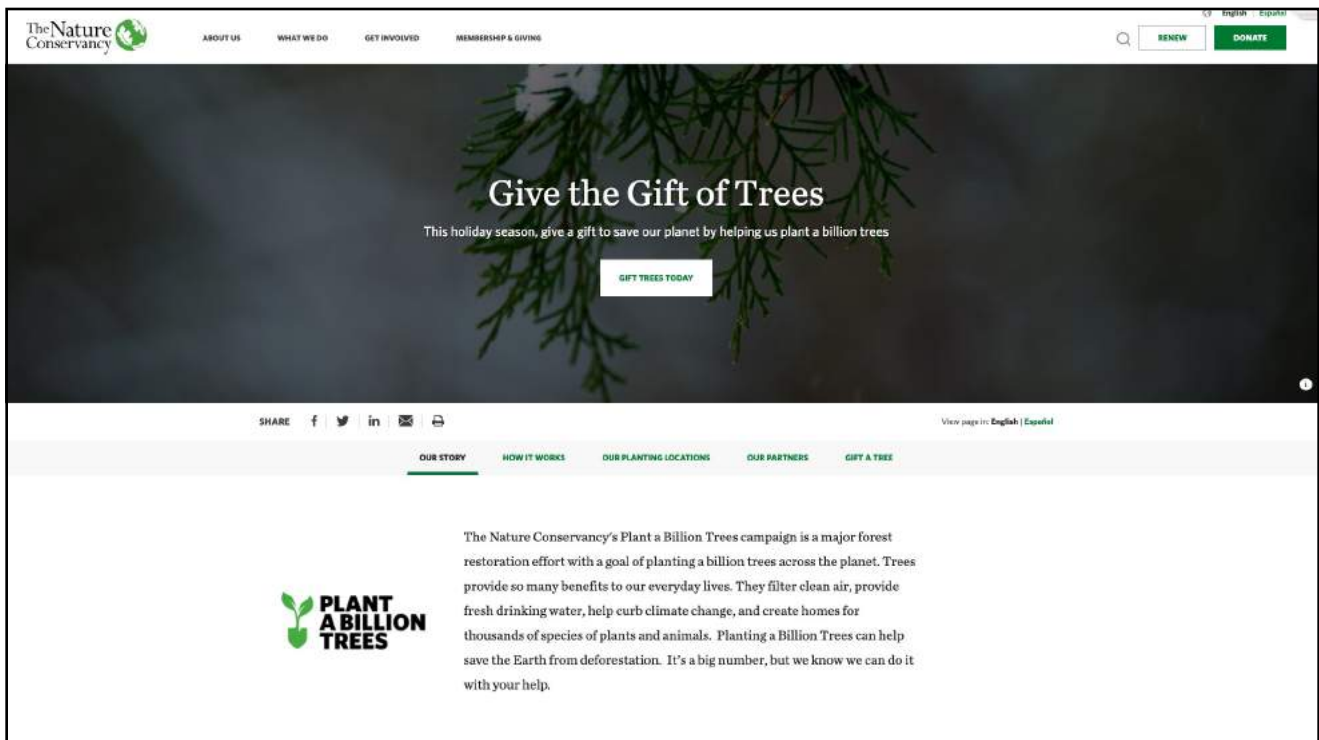 English Español
The Nature
Conservancy
ABOUT US WHAT WE DO GET INVOLVED MEMBERSHIP & GIVING
RENEW DONATE
Give the Gift of Trees
This holiday season, give a gift to save our planet by helping us plant a billion trees
GIFT TREES TODAY
i
SHARE f in
View page in: English | Español
OUR STORY HOW IT WORKS OUR PLANTING LOCATIONS OUR PARTNERS GIFT A TREE
PLANT
A BILLION
TREES
The Nature Conservancy's Plant a Billion Trees campaign is a major forest
restoration effort with a goal of planting a billion trees across the planet. Trees
provide so many benefits to our everyday lives. They filter clean air, provide
fresh drinking water, help curb climate change, and create homes for
thousands of species of plants and animals. Planting a Billion Trees can help
save the Earth from deforestation. It's a big number, but we know we can do it
with your help.